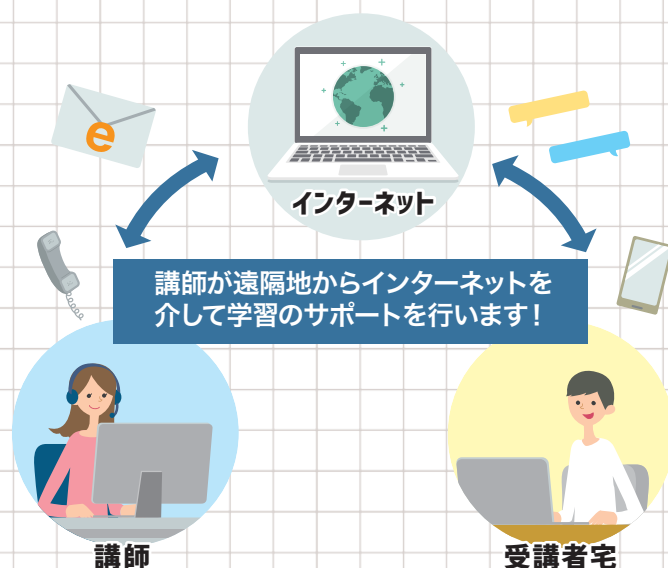 e
インターネット
講師が遠隔地からインターネットを
介して学習のサポートを行います!
講師
受講者宅